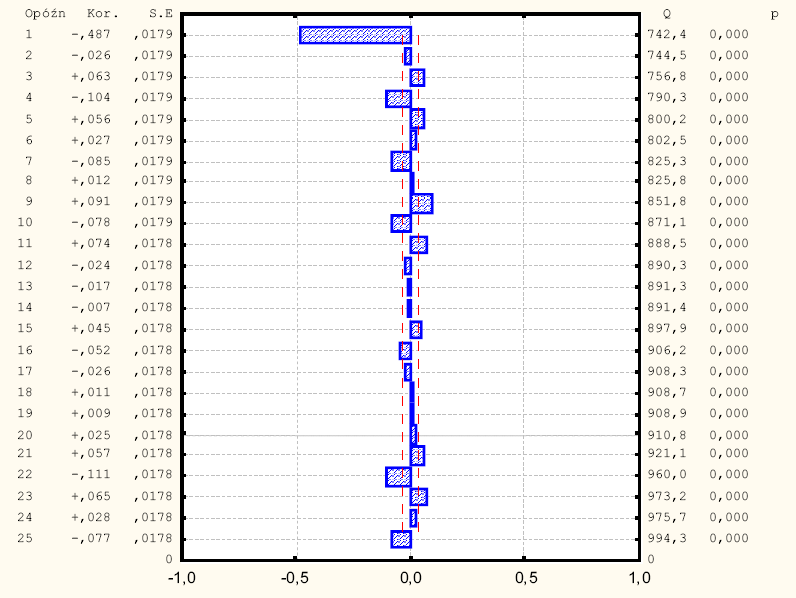 Opóźn Kor. S.E Q p
1 -,487 ,0179 742,4 0,000
2 -,026 ,0179 744,5 0,000
3 +,063 ,0179 756,8 0,000
4 -,104 ,0179 790,3 0,000
5 +,056 ,0179 800,2 0,000
6 +,027 ,0179 802,5 0,000
7 -,085 ,0179 825,3 0,000
8 +,012 ,0179 825,8 0,000
9 +,091 ,0179 851,8 0,000
10 -,078 ,0179 871,1 0,000
11 +,074 ,0178 888,5 0,000
12 -,024 ,0178 890,3 0,000
13 -,017 ,0178 891,3 0,000
14 -,007 ,0178 891,4 0,000
15 +,045 ,0178 897,9 0,000
16 -,052 ,0178 906,2 0,000
17 -,026 ,0178 908,3 0,000
18 +,011 ,0178 908,7 0,000
19 +,009 ,0178 908,9 0,000
20 +,025 ,0178 910,8 0,000
21 +,057 ,0178 921,1 0,000
22 -,111 ,0178 960,0 0,000
23 +,065 ,0178 973,2 0,000
24 +,028 ,0178 975,7 0,000
25 -,077 ,0178 994,3 0,000
0 0
-1,0 -0,5 0,0 0,5 1,0